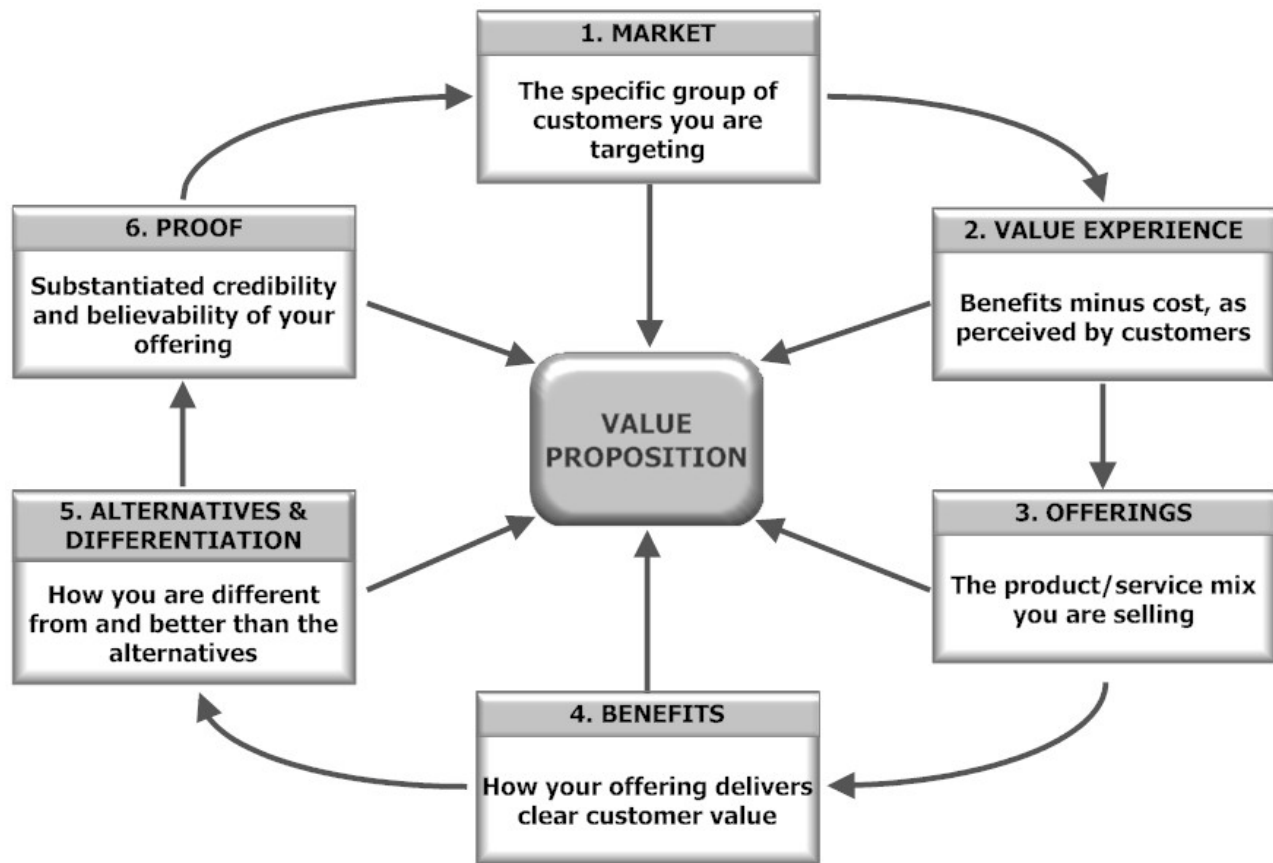 1. MARKET
The specific group of
customers you are
targeting
2. VALUE EXPERIENCE
Benefits minus cost, as
perceived by customers
3. OFFERINGS
The product/service mix
you are selling
4. BENEFITS
How your offering delivers
clear customer value
5. ALTERNATIVES &
DIFFERENTIATION
How you are different
from and better than the
alternatives
6. PROOF
Substantiated credibility
and believability of your
offering
VALUE
PROPOSITION